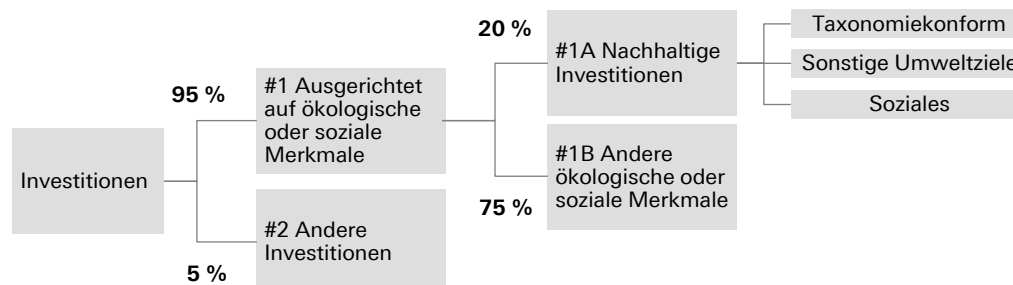 Investitionen
95 %
#1 Ausgerichtet
auf ökologische
oder soziale
Merkmale
5 %
#2 Andere
Investitionen
20 %
#1A Nachhaltige
Investitionen
75 %
#1B Andere
ökologische oder
soziale Merkmale
Taxonomiekonform
Sonstige Umweltziele
Soziales